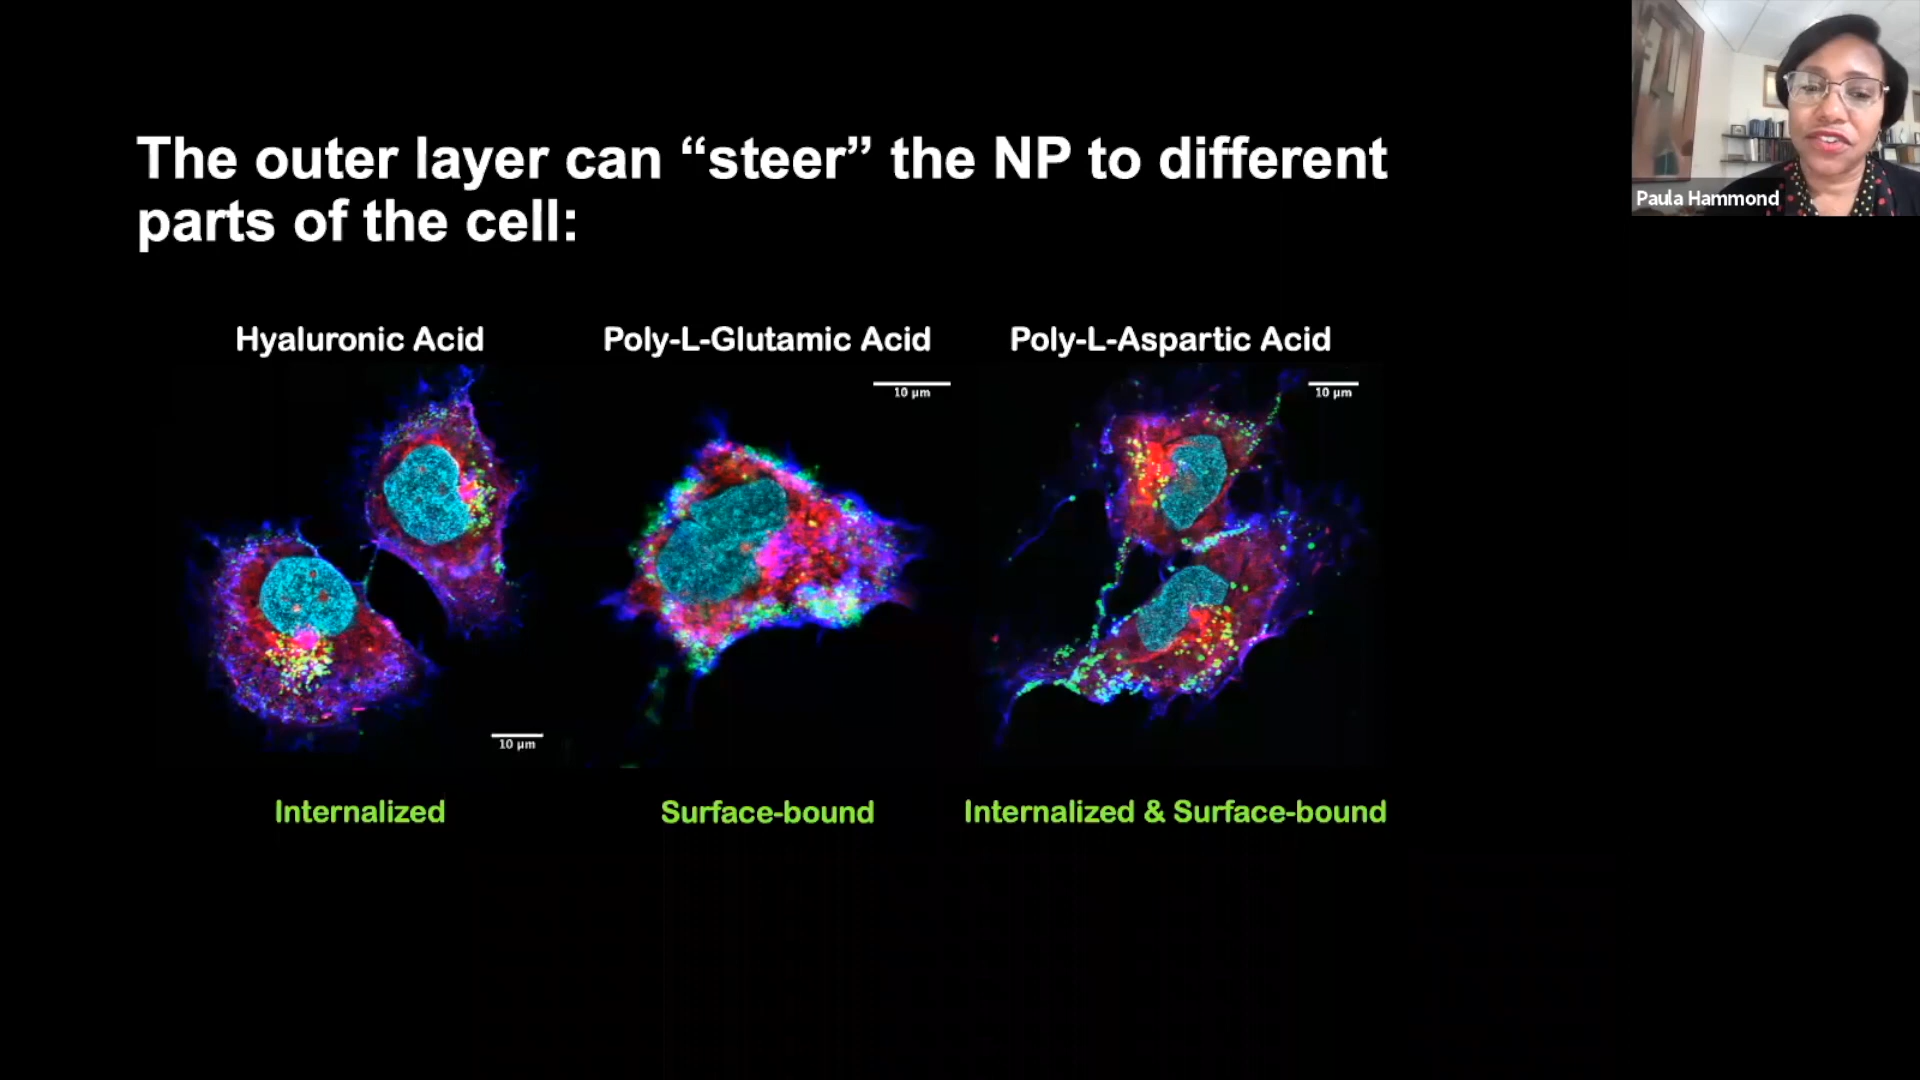 The outer layer can “steer” the NP to different
parts of the cell:
Paula Hammond
Hyaluronic Acid
Poly-L-Glutamic Acid
Poly-L-Aspartic Acid
10 µm
10 µm
10 µm
Internalized
Surface-bound
Internalized & Surface-bound